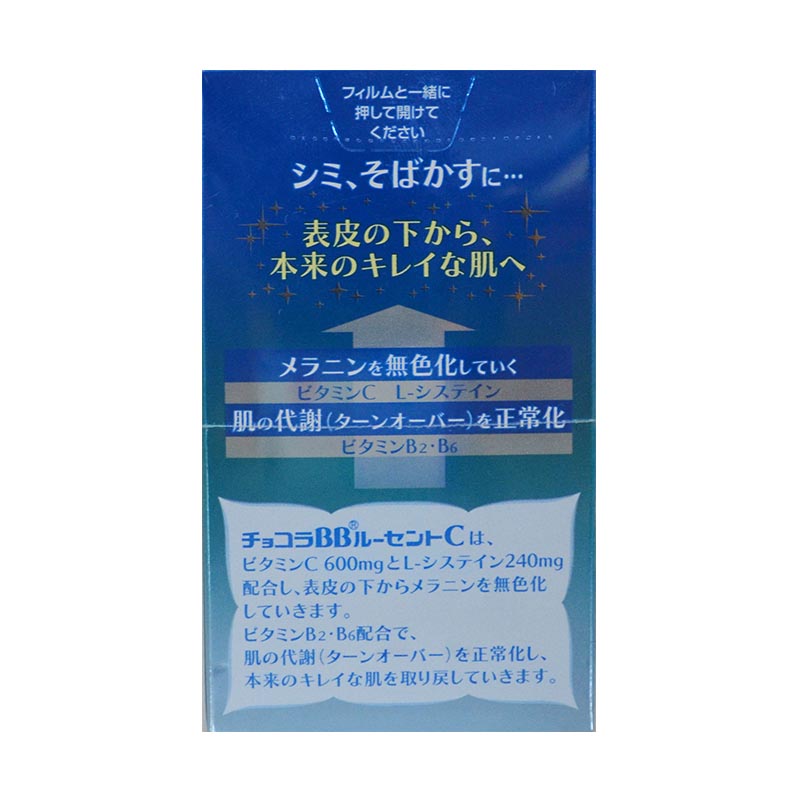 フィルムと一緒に
押して開けて
ください
シミ、そばかすに…
表皮の下から、
本来のキレイな肌へ
メラニンを無色化していく
ビタミンC L-システイン
肌の代謝(ターンオーバー)を正常化
ビタミンB2・B6
チョコラBB®ルーセントCは、
ビタミンC 600mgとL-システイン240mg
配合し、表皮の下からメラニンを無色化
していきます。
ビタミンB2・B6配合で、
肌の代謝(ターンオーバー)を正常化し、
本来のキレイな肌を取り戻していきます。